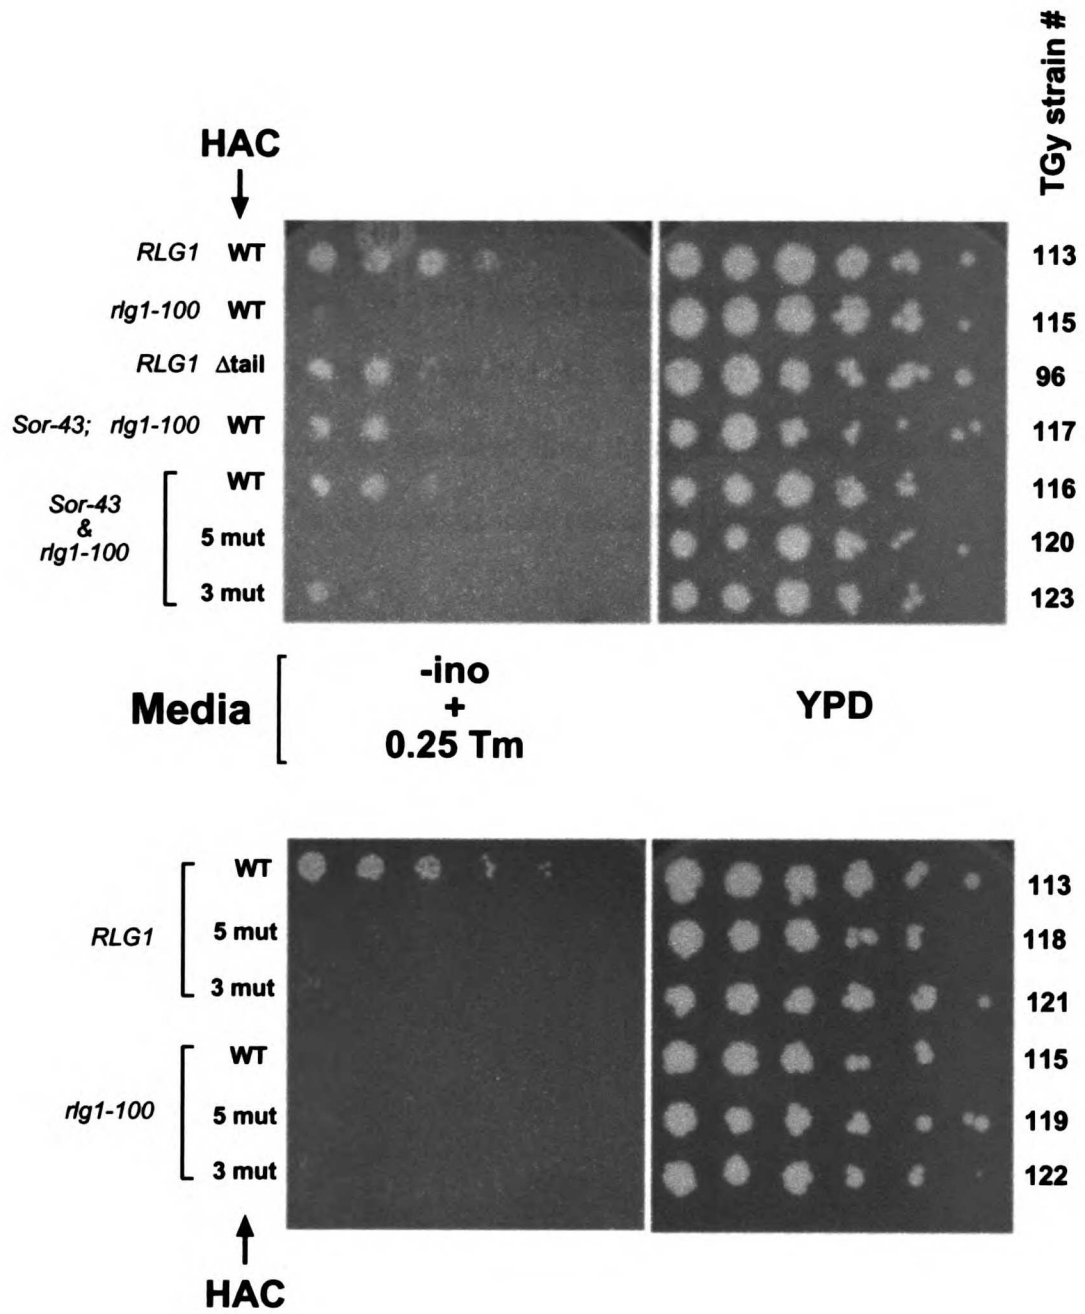 TGy strain #
HAC
RLG1 WT 113
rlg1-100 WT 115
RLG1 Δtail 96
Sor-43; rlg1-100 WT 117
Sor-43
&
rlg1-100
WT 116
5 mut 120
3 mut 123
Media
-ino
+
0.25 Tm
YPD
RLG1
WT 113
5 mut 118
3 mut 121
rlg1-100
WT 115
5 mut 119
3 mut 122
HAC